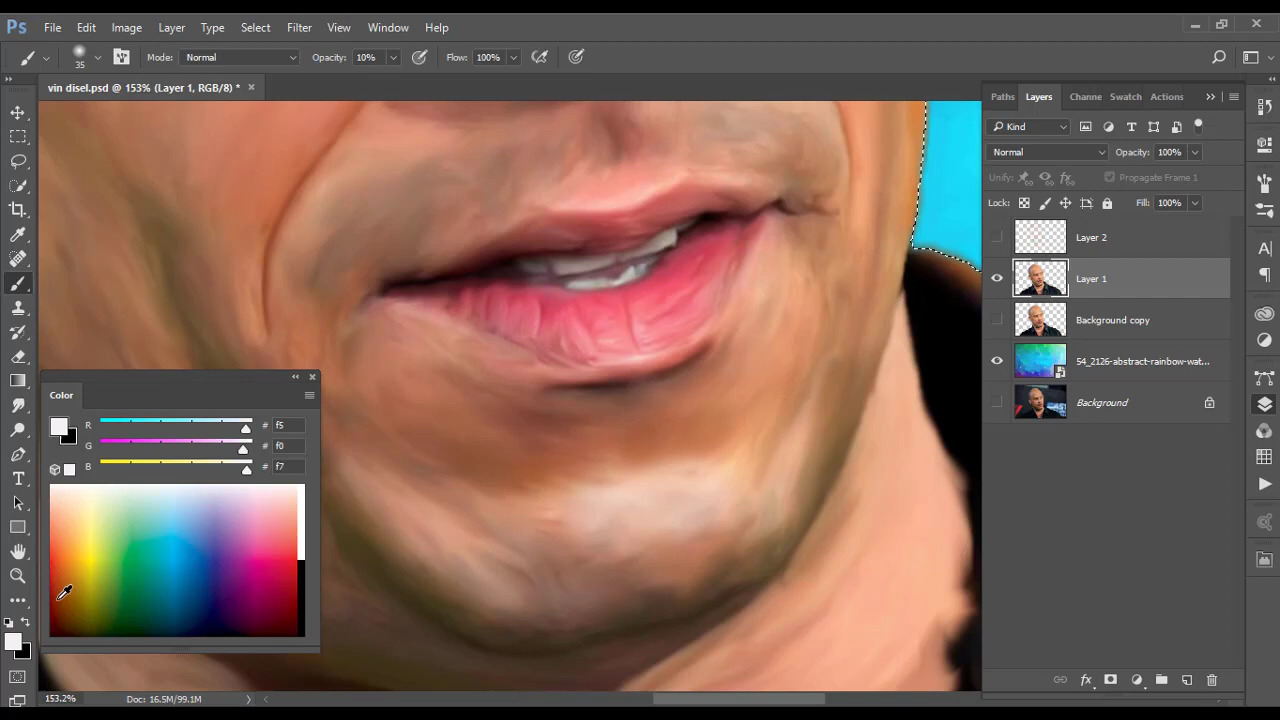 Ps File Edit Image Layer Type Select Filter View Window Help
35 Mode: Normal Opacity: 10% Flow: 100%
vin disel.psd @ 153% (Layer 1, RGB/8) * ×
Paths Layers Channe Swatch Actions
Kind
Normal Opacity: 100%
Unify: Propagate Frame 1
Lock: Fill: 100%
Layer 2
Layer 1
Background copy
54_2126-abstract-rainbow-wat...
Background
Color
R # f5
G # f0
B # f7
153.2% Doc: 16.5M/99.1M